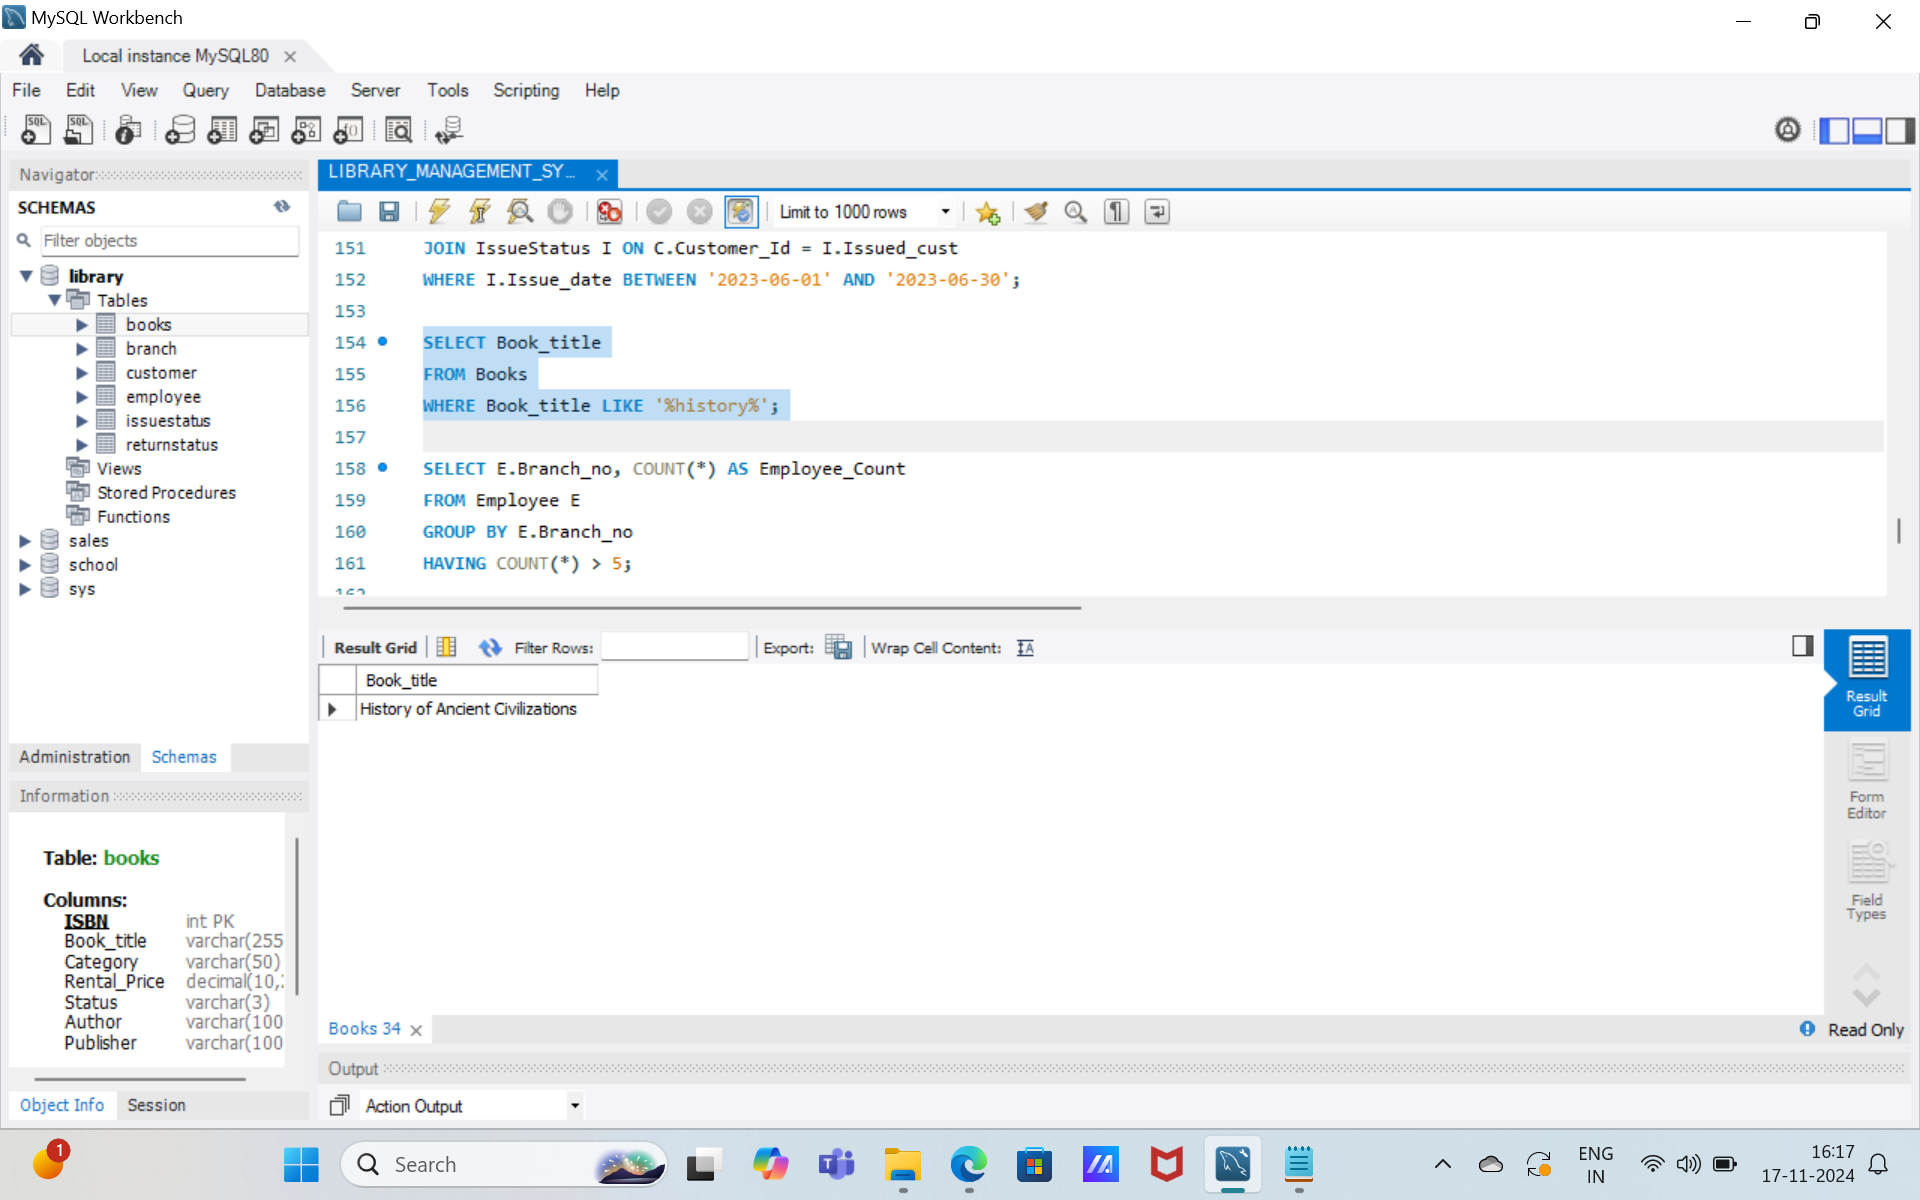 MySQL Workbench
Local instance MySQL80
File Edit View Query Database Server Tools Scripting Help
Navigator
SCHEMAS
Filter objects
library
Tables
books
branch
customer
employee
issuestatus
returnstatus
Views
Stored Procedures
Functions
sales
school
sys
Administration Schemas
Information
Table: books
Columns:
ISBN int PK
Book_title varchar(255
Category varchar(50)
Rental_Price decimal(10,
Status varchar(3)
Author varchar(100
Publisher varchar(100
Object Info Session
LIBRARY_MANAGEMENT_SY...
Limit to 1000 rows
151 JOIN IssueStatus I ON C.Customer_Id = I.Issued_cust
152 WHERE I.Issue_date BETWEEN '2023-06-01' AND '2023-06-30';
153
154 SELECT Book_title
155 FROM Books
156 WHERE Book_title LIKE '%history%';
157
158 SELECT E.Branch_no, COUNT(*) AS Employee_Count
159 FROM Employee E
160 GROUP BY E.Branch_no
161 HAVING COUNT(*) > 5;
162
Result Grid Filter Rows: Export: Wrap Cell Content:
Book_title
History of Ancient Civilizations
Result
Grid
Form
Editor
Field
Types
Books 34
Read Only
Output
Action Output
1
Search
ENG
IN
16:17
17-11-2024